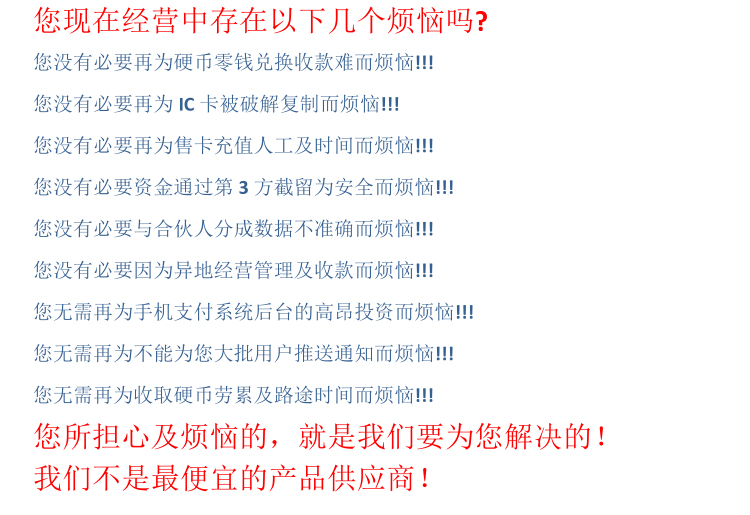 您现在经营中存在以下几个烦恼吗?
您没有必要再为硬币零钱兑换收款难而烦恼!!!
您没有必要再为 IC 卡被破解复制而烦恼!!!
您没有必要再为售卡充值人工及时间而烦恼!!!
您没有必要资金通过第 3 方截留为安全而烦恼!!!
您没有必要与合伙人分成数据不准确而烦恼!!!
您没有必要因为异地经营管理及收款而烦恼!!!
您无需再为手机支付系统后台的高昂投资而烦恼!!!
您无需再为不能为您大批用户推送通知而烦恼!!!
您无需再为收取硬币劳累及路途时间而烦恼!!!
您所担心及烦恼的，就是我们要为您解决的！
我们不是最便宜的产品供应商！